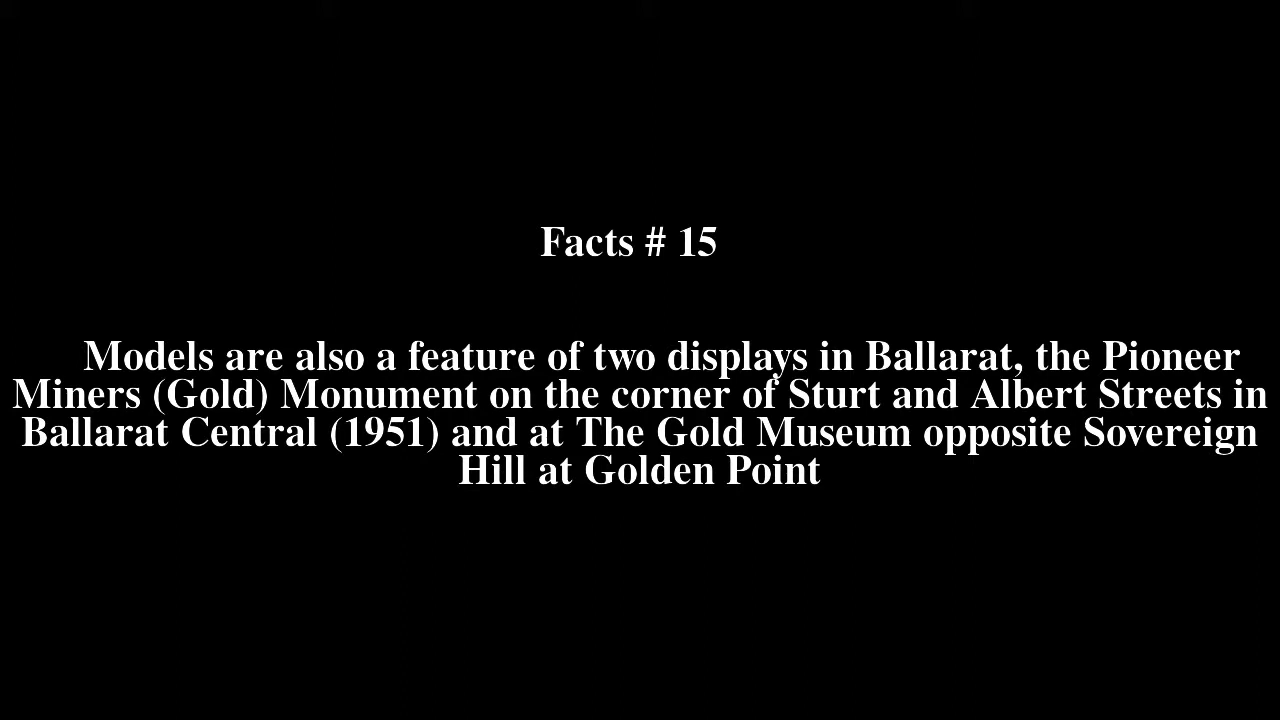 Facts # 15
Models are also a feature of two displays in Ballarat, the Pioneer
Miners (Gold) Monument on the corner of Sturt and Albert Streets in
Ballarat Central (1951) and at The Gold Museum opposite Sovereign
Hill at Golden Point